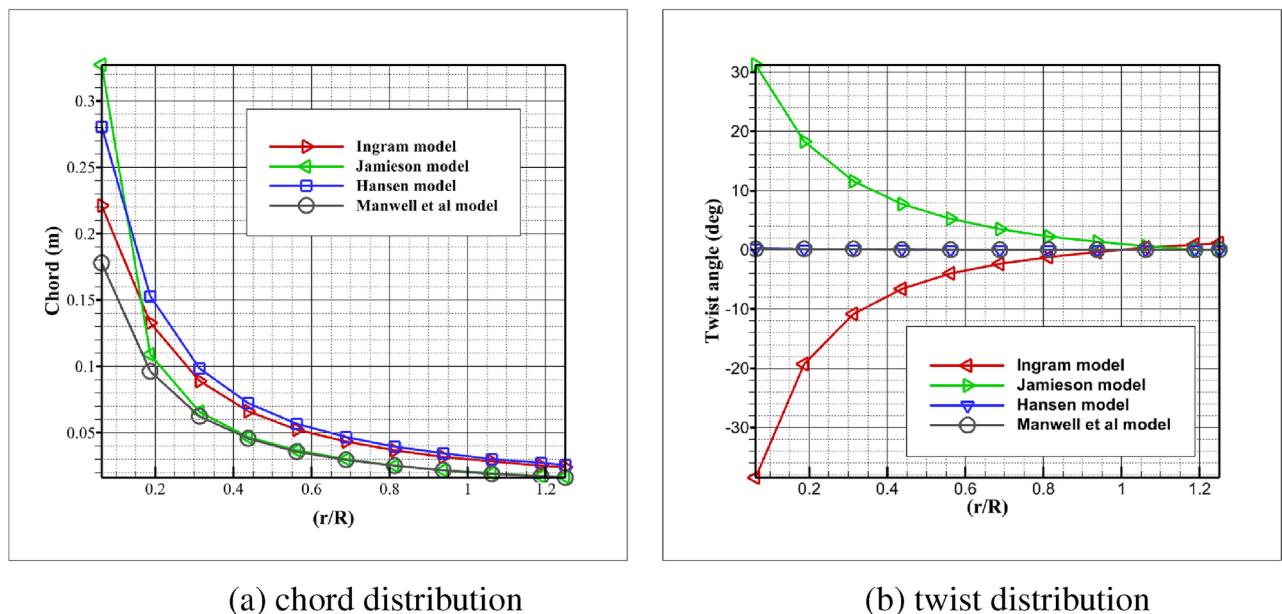 0.3
0.25
0.2
0.15
0.1
0.05
Chord (m)
Ingram model
Jamieson model
Hansen model
Manwell et al model
0.2 0.4 0.6 0.8 1 1.2
(r/R)
30
20
10
0
-10
-20
-30
Twist angle (deg)
Ingram model
Jamieson model
Hansen model
Manwell et al model
0.2 0.4 0.6 0.8 1 1.2
(r/R)
(a) chord distribution
(b) twist distribution